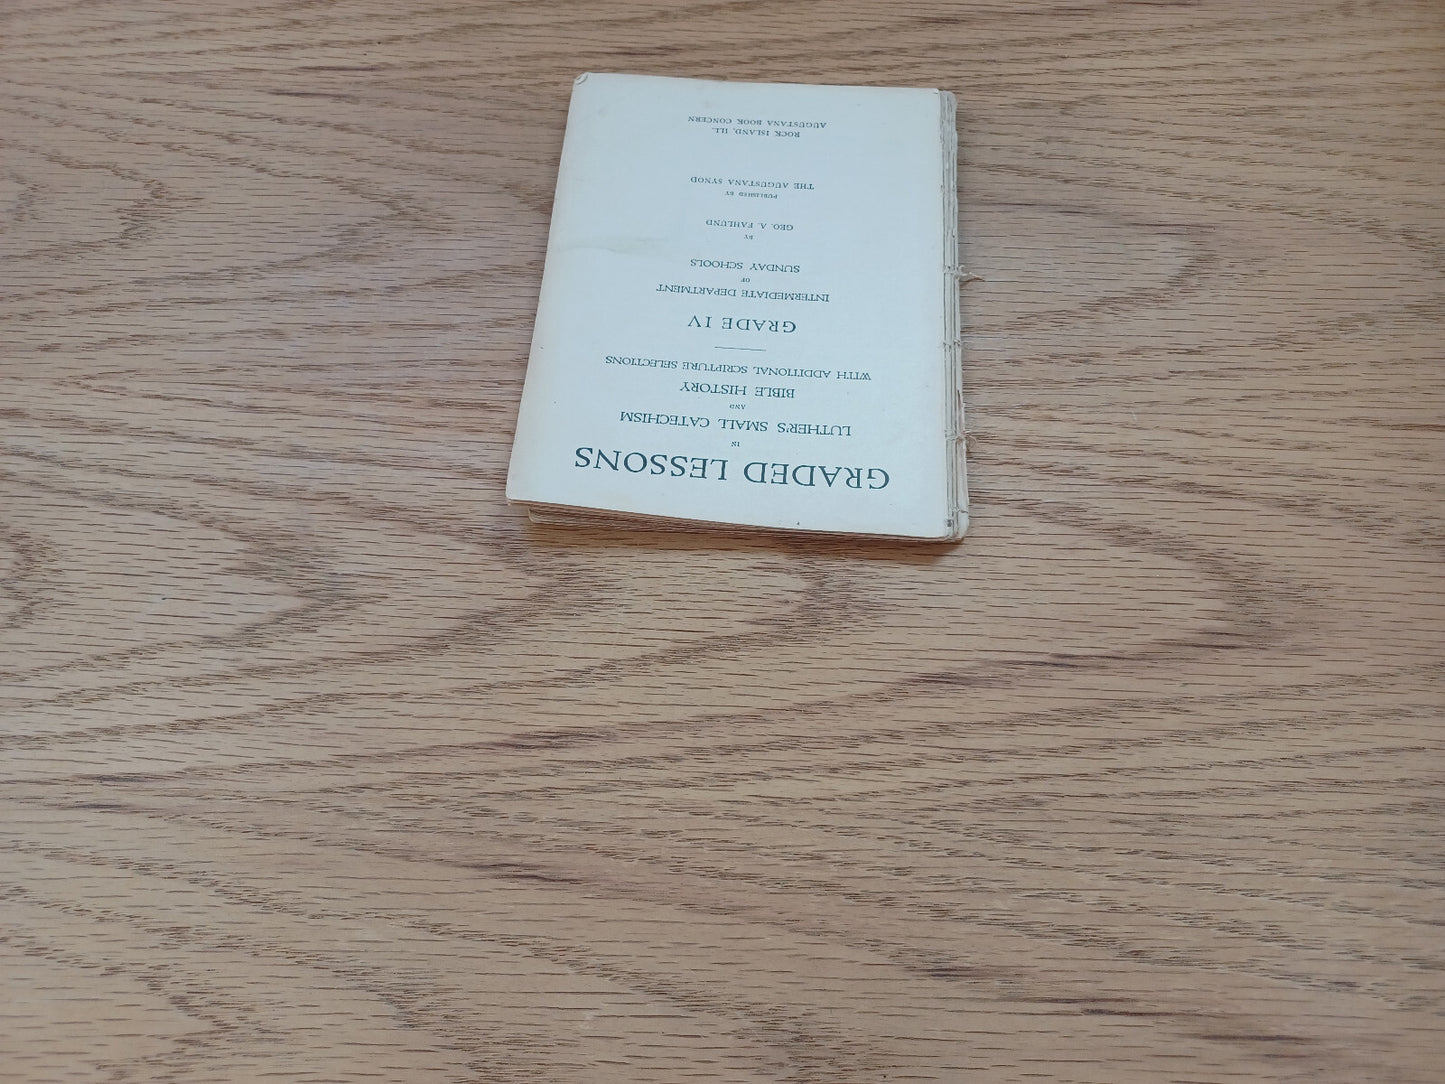 GRADED LESSONS
IN
LUTHER'S SMALL CATECHISM
AND
BIBLE HISTORY
WITH ADDITIONAL SCRIPTURE SELECTIONS
GRADE IV
INTERMEDIATE DEPARTMENT
OF
SUNDAY SCHOOLS
BY
GEO. A. FAHLUND
PUBLISHED BY
THE AUGUSTANA SYNOD
ROCK ISLAND, ILL.
AUGUSTANA BOOK CONCERN